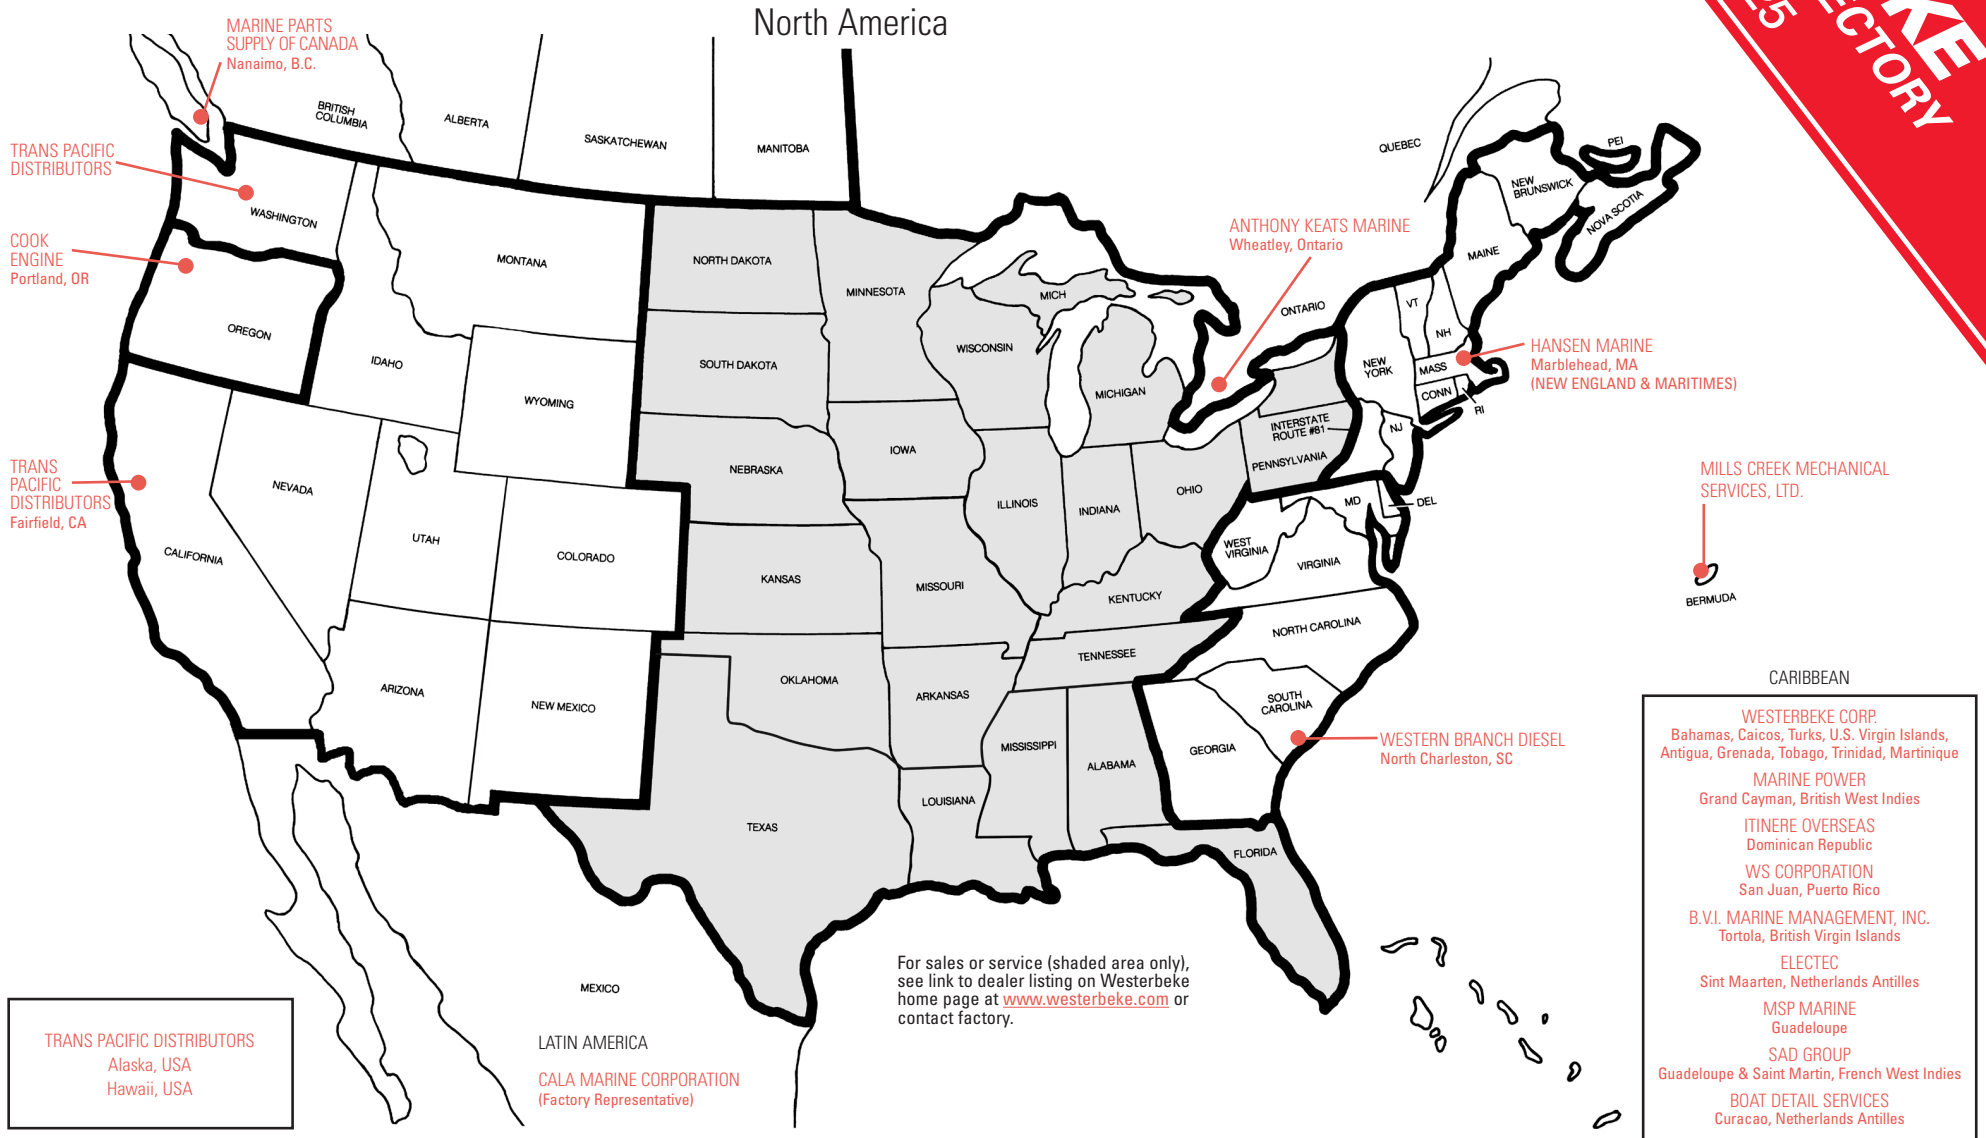 North America
25
KE
ECTORY
MARINE PARTS
SUPPLY OF CANADA
Nanaimo, B.C.
TRANS PACIFIC
DISTRIBUTORS
COOK
ENGINE
Portland, OR
TRANS
PACIFIC
DISTRIBUTORS
Fairfield, CA
BRITISH
COLUMBIA
ALBERTA
SASKATCHEWAN
MANITOBA
QUEBEC
PEI
NEW
BRUNSWICK
NOVA SCOTIA
WASHINGTON
MONTANA
NORTH DAKOTA
MINNESOTA
MICH
ONTARIO
MAINE
VT
NH
ANTHONY KEATS MARINE
Wheatley, Ontario
OREGON
IDAHO
WYOMING
SOUTH DAKOTA
WISCONSIN
MICHIGAN
NEW
YORK
MASS
CONN
RI
HANSEN MARINE
Marblehead, MA
(NEW ENGLAND & MARITIMES)
INTERSTATE
ROUTE #81
NJ
PENNSYLVANIA
NEVADA
UTAH
COLORADO
NEBRASKA
IOWA
ILLINOIS
INDIANA
OHIO
MD
DEL
CALIFORNIA
KANSAS
MISSOURI
KENTUCKY
WEST
VIRGINIA
VIRGINIA
MILLS CREEK MECHANICAL
SERVICES, LTD.
BERMUDA
ARIZONA
NEW MEXICO
OKLAHOMA
ARKANSAS
TENNESSEE
NORTH CAROLINA
SOUTH
CAROLINA
TEXAS
LOUISIANA
MISSISSIPPI
ALABAMA
GEORGIA
FLORIDA
WESTERN BRANCH DIESEL
North Charleston, SC
MEXICO
For sales or service (shaded area only),
see link to dealer listing on Westerbeke
home page at www.westerbeke.com or
contact factory.
LATIN AMERICA
CALA MARINE CORPORATION
(Factory Representative)
TRANS PACIFIC DISTRIBUTORS
Alaska, USA
Hawaii, USA
CARIBBEAN
WESTERBEKE CORP.
Bahamas, Caicos, Turks, U.S. Virgin Islands,
Antigua, Grenada, Tobago, Trinidad, Martinique
MARINE POWER
Grand Cayman, British West Indies
ITINERE OVERSEAS
Dominican Republic
WS CORPORATION
San Juan, Puerto Rico
B.V.I. MARINE MANAGEMENT, INC.
Tortola, British Virgin Islands
ELECTEC
Sint Maarten, Netherlands Antilles
MSP MARINE
Guadeloupe
SAD GROUP
Guadeloupe & Saint Martin, French West Indies
BOAT DETAIL SERVICES
Curacao, Netherlands Antilles